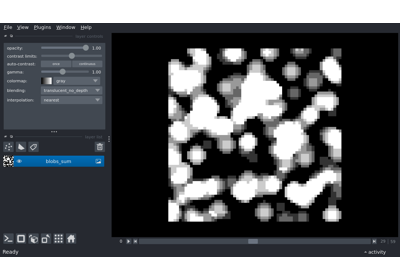 File View Plugins Window Help
opacity: 1.00
contrast limits:
auto-contrast: once continuous
gamma: 1.00
colormap: gray
blending: translucent_no_depth
interpolation: nearest
blobs_sum
Ready
activity